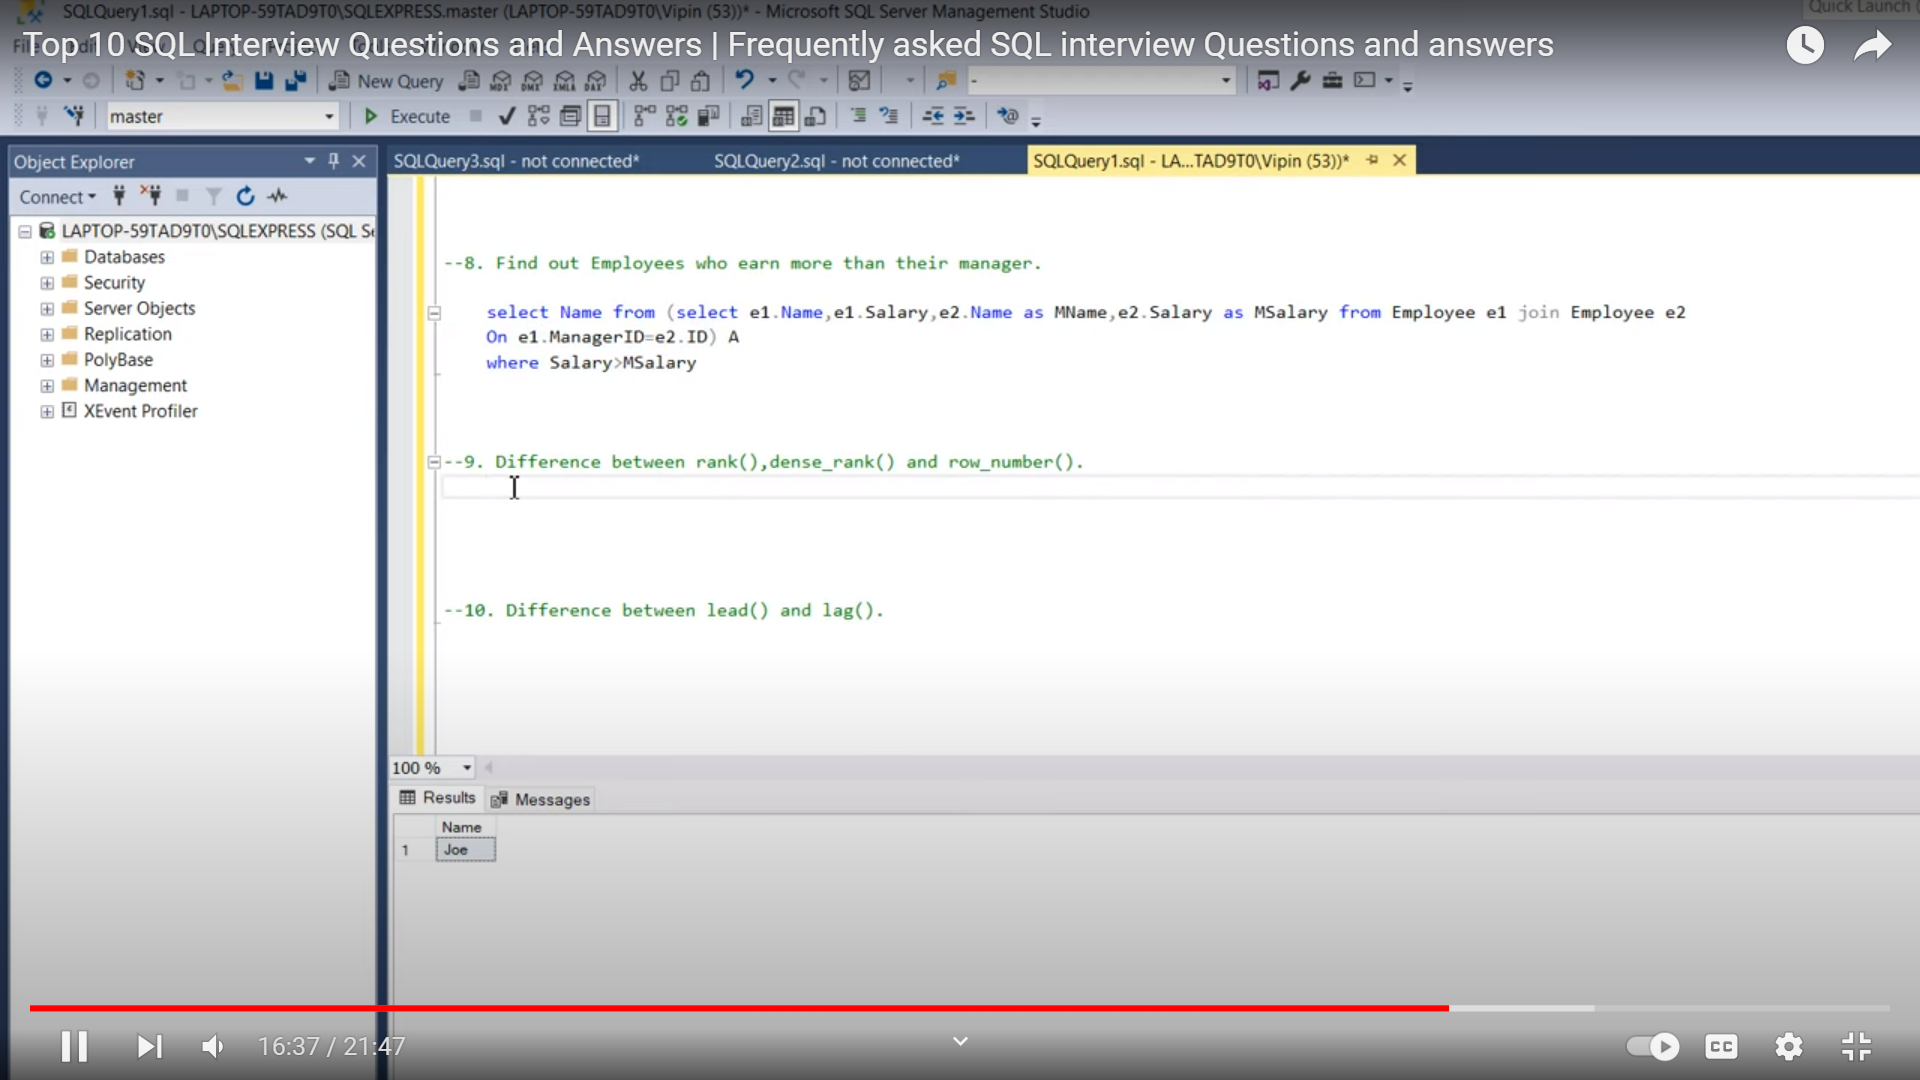 SQLQuery1.sql - LAPTOP-59TAD9T0\SQLEXPRESS.master (LAPTOP-59TAD9T0\Vipin (53))* - Microsoft SQL Server Management Studio
Quick Launch
Top 10 SQL Interview Questions and Answers | Frequently asked SQL interview Questions and answers
New Query
MDX DMX XMLA DAX
master
Execute
Object Explorer
SQLQuery3.sql - not connected*
SQLQuery2.sql - not connected*
SQLQuery1.sql - LA...TAD9T0\Vipin (53))*
Connect
LAPTOP-59TAD9T0\SQLEXPRESS (SQL Se
Databases
Security
Server Objects
Replication
PolyBase
Management
XEvent Profiler
--8. Find out Employees who earn more than their manager.
select Name from (select e1.Name,e1.Salary,e2.Name as MName,e2.Salary as MSalary from Employee e1 join Employee e2
On e1.ManagerID=e2.ID) A
where Salary>MSalary
--9. Difference between rank(),dense_rank() and row_number().
--10. Difference between lead() and lag().
100 %
Results
Messages
Name
1
Joe
16:37 / 21:47
CC